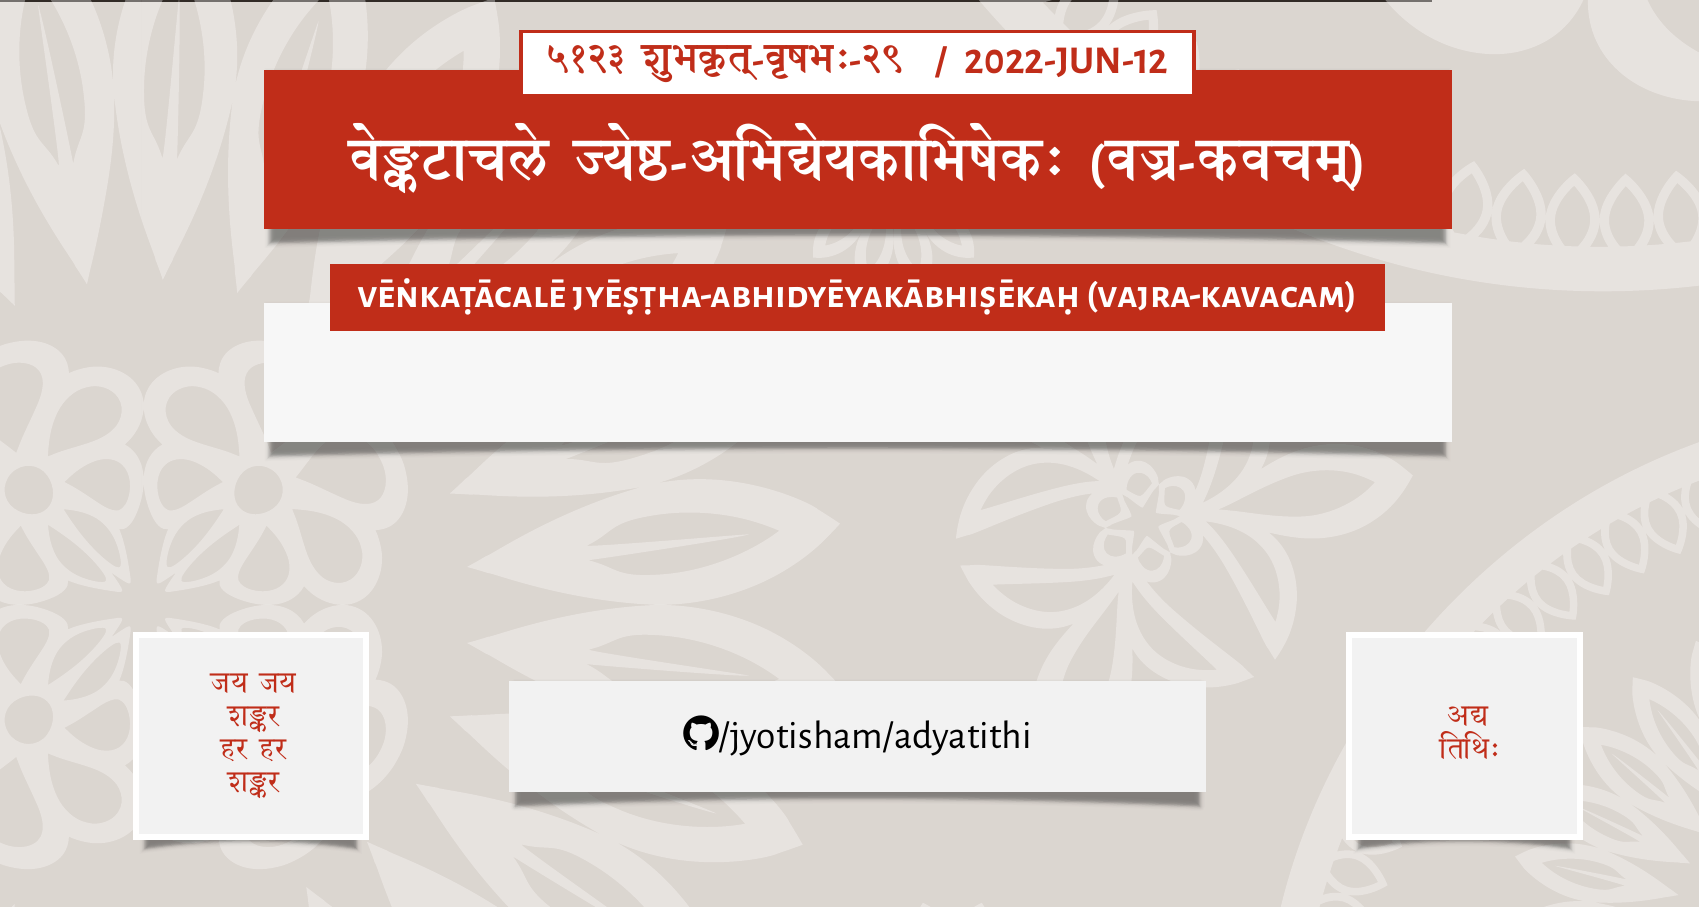 ५१२३ शुभकृत्-वृषभः-२९ / 2022-JUN-12
वेङ्कटाचले ज्येष्ठ-अभिद्येयकाभिषेकः (वज्र-कवचम्)
VĒṄKAṬĀCALĒ JYĒṢṬHA-ABHIDYĒYAKĀBHIṢĒKAḤ (VAJRA-KAVACAM)
जय जय
शङ्कर
हर हर
शङ्कर
/jyotisham/adyatithi
अद्य
तिथिः